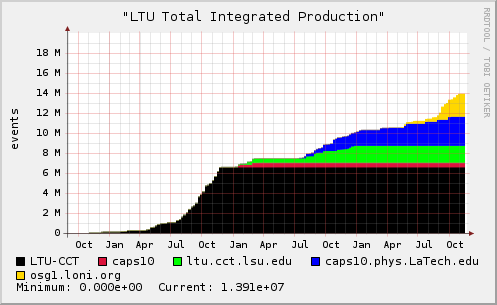 "LTU Total Integrated Production"
RRDTOOL / TOBI OETIKER
events
18 M
16 M
14 M
12 M
10 M
8 M
6 M
4 M
2 M
0
Oct Jan Apr Jul Oct Jan Apr Jul Oct Jan Apr Jul Oct
LTU-CCT caps10 ltu.cct.lsu.edu caps10.phys.LaTech.edu
osg1.loni.org
Minimum: 0.000e+00 Current: 1.391e+07